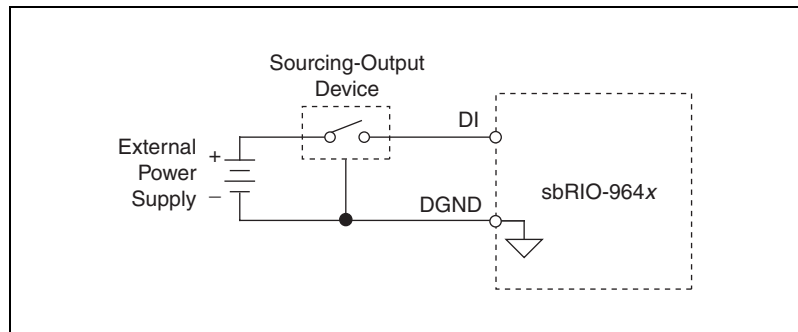 Sourcing-Output
Device
DI
External
Power
Supply
+
–
DGND
sbRIO-964x